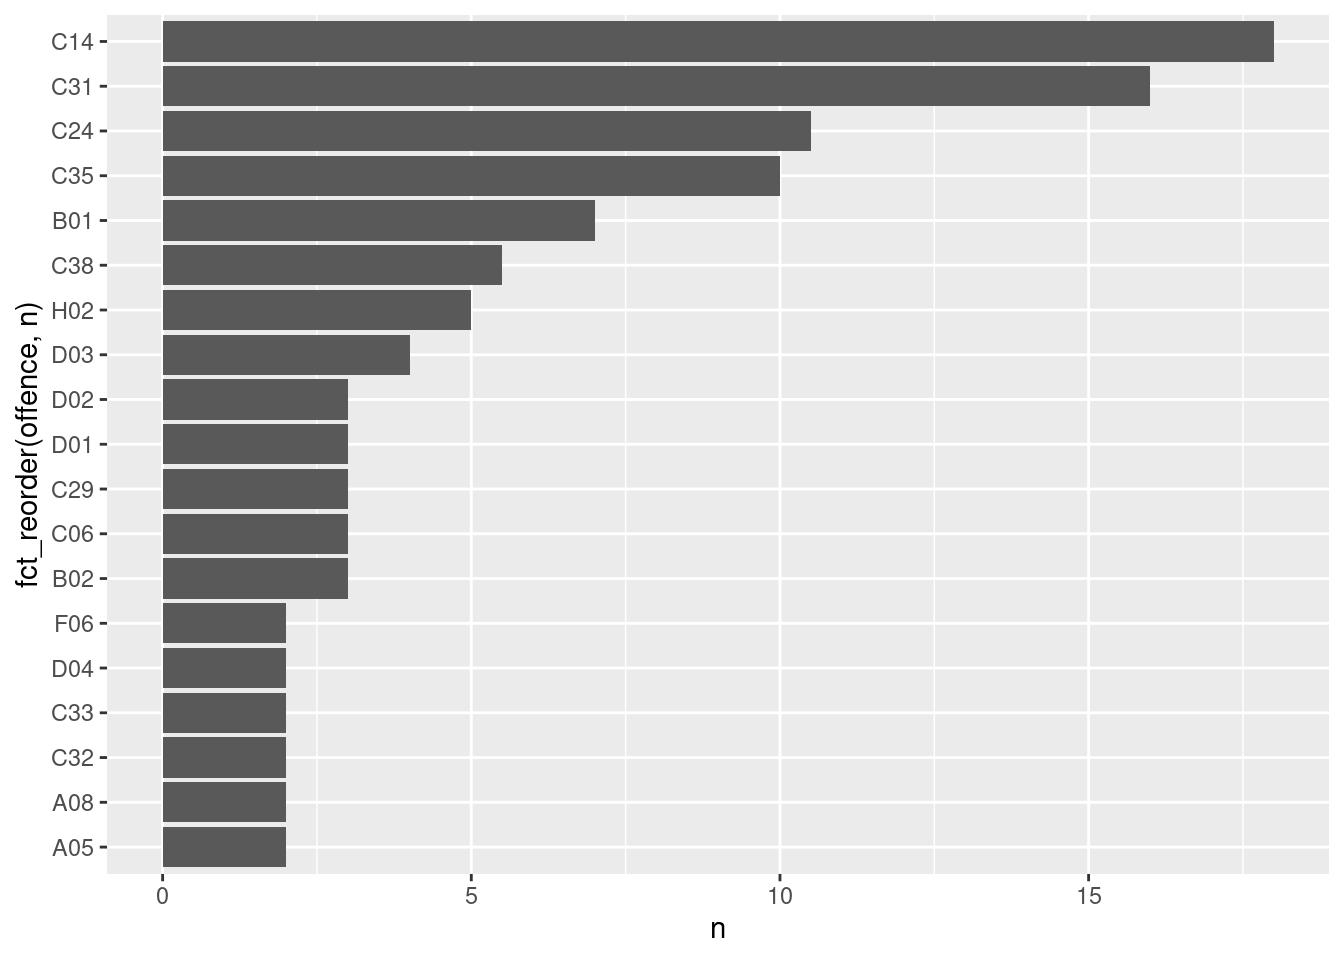 fct_reorder(offence, n)
C14
C31
C24
C35
B01
C38
H02
D03
D02
D01
C29
C06
B02
F06
D04
C33
C32
A08
A05
0 5 10 15
n